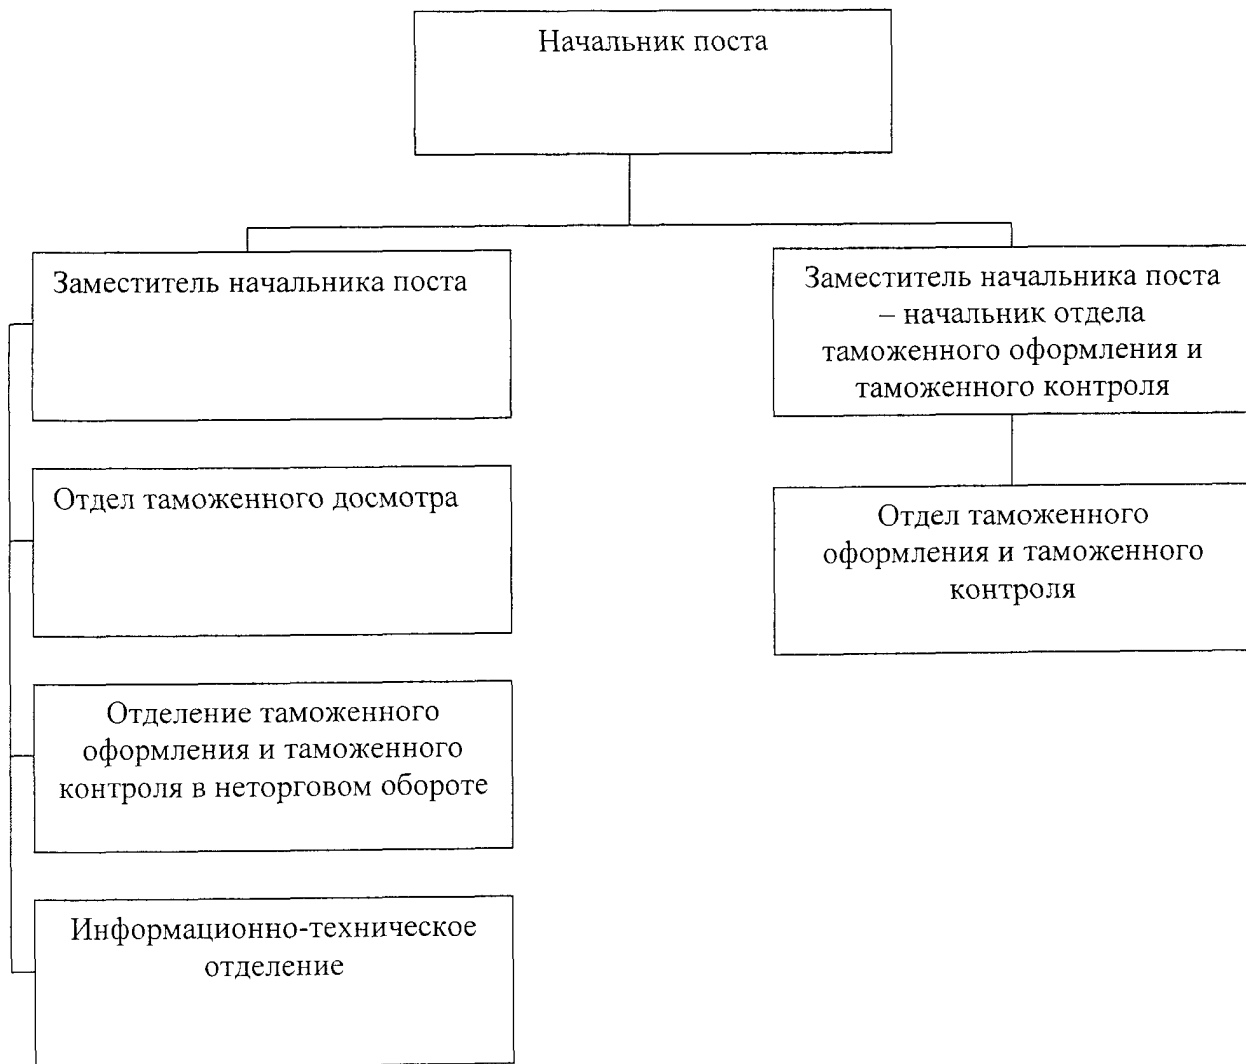 Начальник поста
Заместитель начальника поста
Заместитель начальника поста
– начальник отдела
таможенного оформления и
таможенного контроля
Отдел таможенного досмотра
Отдел таможенного
оформления и таможенного
контроля
Отделение таможенного
оформления и таможенного
контроля в неторговом обороте
Информационно-техническое
отделение